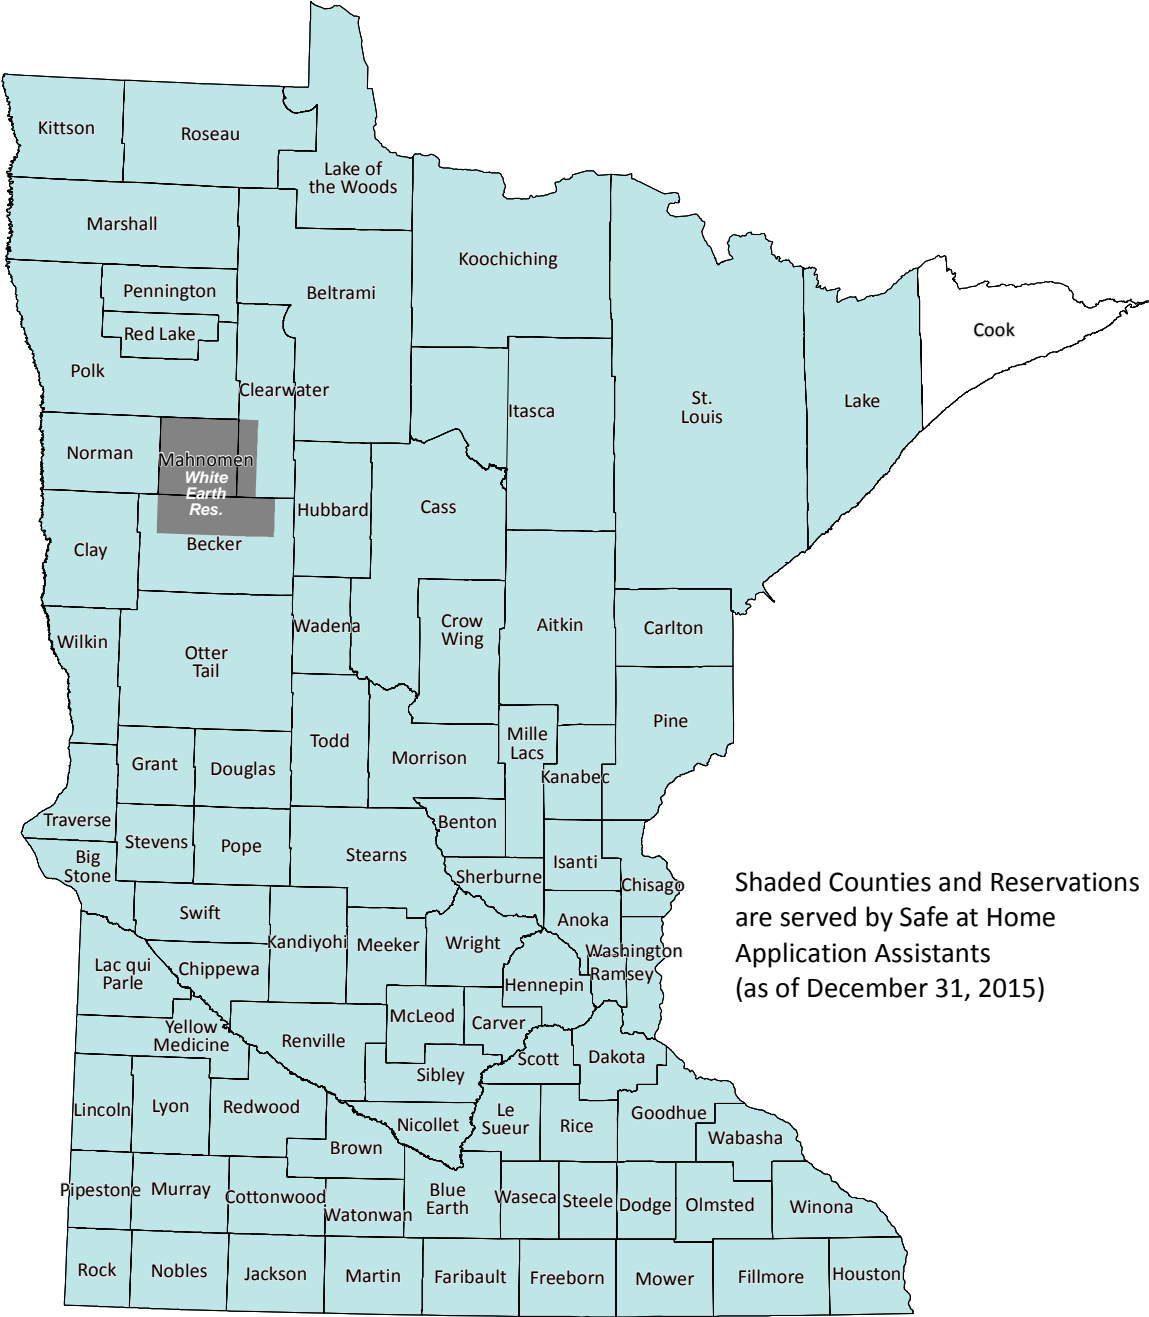 Kittson
Roseau
Lake of
the Woods
Marshall
Koochiching
Pennington
Beltrami
Red Lake
Cook
Polk
Clearwater
St.
Louis
Lake
Itasca
Norman
Mahnomen
White
Earth
Res.
Hubbard
Cass
Becker
Clay
Wilkin
Wadena
Crow
Wing
Aitkin
Carlton
Otter
Tail
Pine
Todd
Mille
Lacs
Morrison
Grant
Douglas
Kanabec
Traverse
Benton
Stevens
Pope
Stearns
Big
Stone
Isanti
Sherburne
Chisago
Shaded Counties and Reservations
are served by Safe at Home
Application Assistants
(as of December 31, 2015)
Swift
Anoka
Kandiyohi
Meeker
Wright
Washington
Lac qui
Parle
Chippewa
Ramsey
Hennepin
McLeod
Carver
Yellow
Medicine
Renville
Scott
Dakota
Sibley
Lincoln
Lyon
Redwood
Le
Sueur
Goodhue
Nicollet
Rice
Wabasha
Brown
Pipestone
Murray
Cottonwood
Blue
Earth
Waseca
Steele
Dodge
Olmsted
Winona
Watonwan
Rock
Nobles
Jackson
Martin
Faribault
Freeborn
Mower
Fillmore
Houston